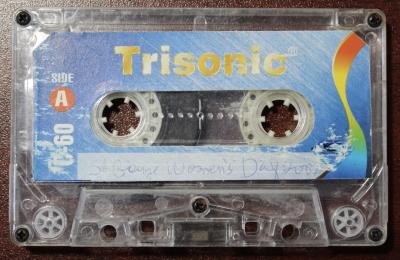 Trisonic
SIDE
A
C-60
Women's Day